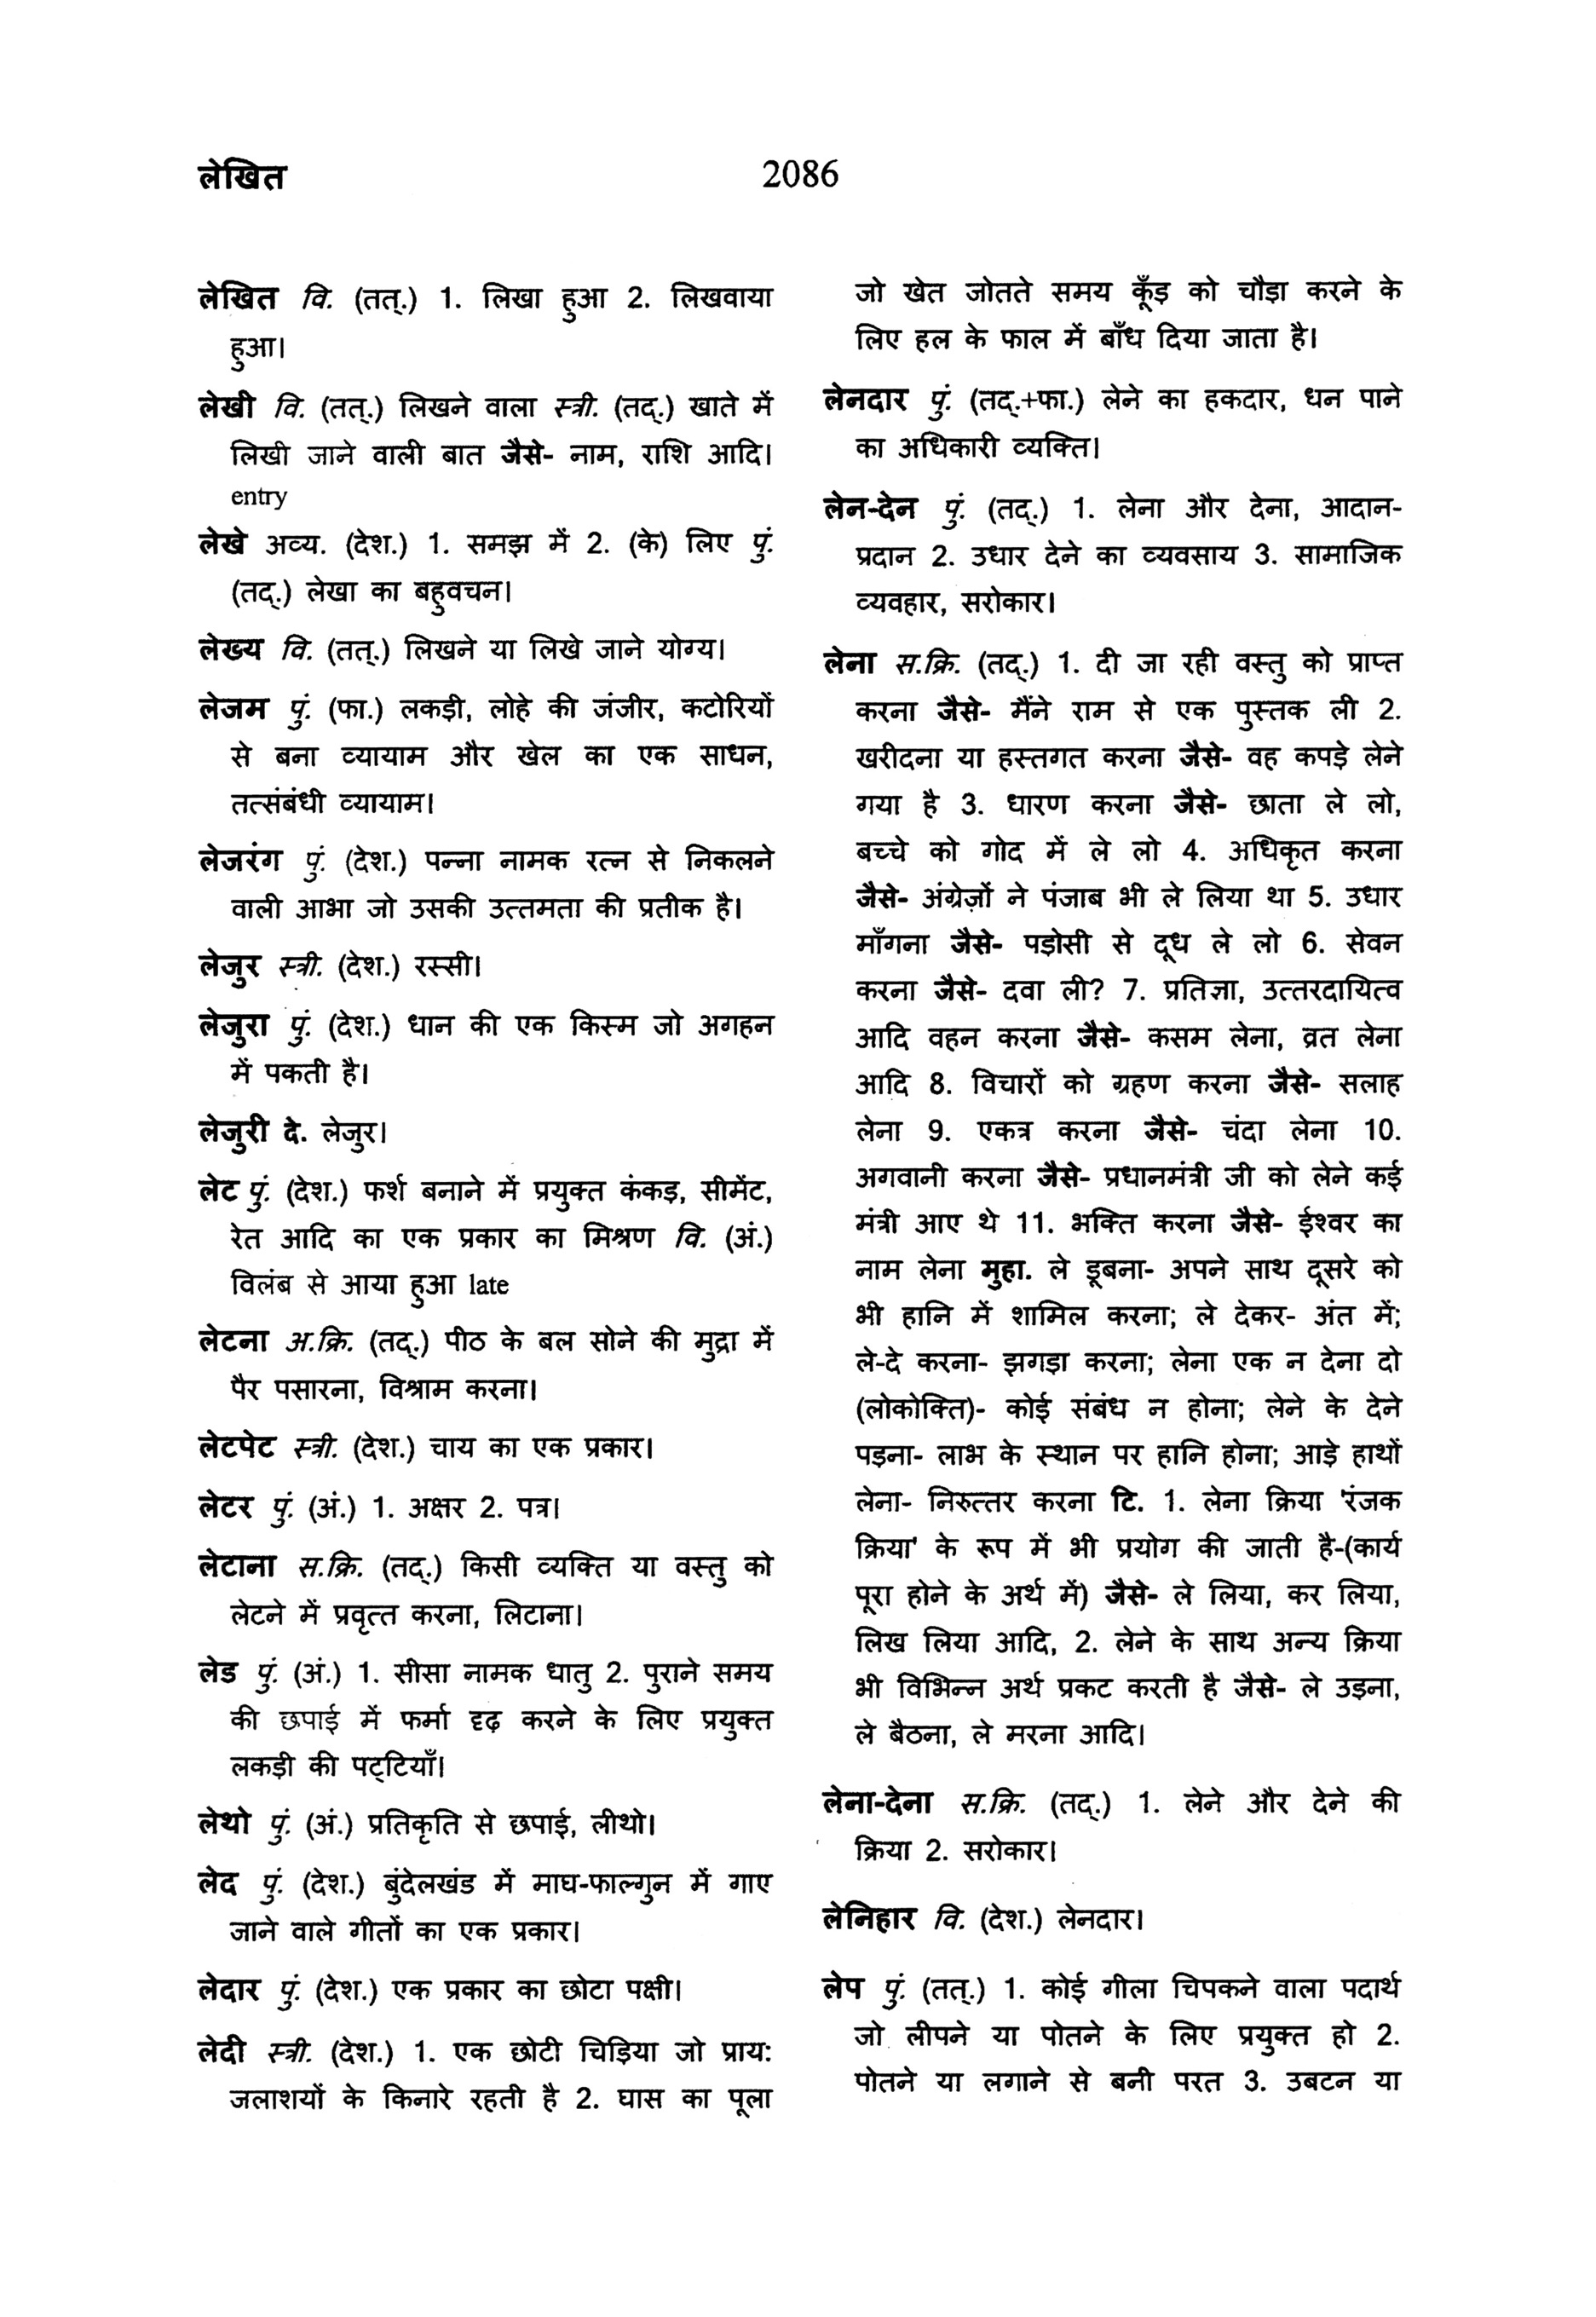 लेखित
2086
लेखित वि. (तत्.) 1. लिखा हुआ 2. लिखवाया
हुआ।
लेखी वि. (तत्.) लिखने वाला स्त्री. (तद्.) खाते में
लिखी जाने वाली बात जैसे- नाम, राशि आदि।
entry
लेखे अव्य. (देश.) 1. समझ में 2. (के) लिए पुं.
(तद्.) लेखा का बहुवचन।
लेख्य वि. (तत्.) लिखने या लिखे जाने योग्य।
लेजम पुं. (फा.) लकड़ी, लोहे की जंजीर, कटोरियों
से बना व्यायाम और खेल का एक साधन,
तत्संबंधी व्यायाम।
लेजरंग पुं. (देश.) पन्ना नामक रत्न से निकलने
वाली आभा जो उसकी उत्तमता की प्रतीक है।
लेजुर स्त्री. (देश.) रस्सी।
लेजुरा पुं. (देश.) धान की एक किस्म जो अगहन
में पकती है।
लेजुरी दे. लेजुर।
लेट पुं. (देश.) फर्श बनाने में प्रयुक्त कंकड़, सीमेंट,
रेत आदि का एक प्रकार का मिश्रण वि. (अं.)
विलंब से आया हुआ late
लेटना अ.क्रि. (तद्.) पीठ के बल सोने की मुद्रा में
पैर पसारना, विश्राम करना।
लेटपेट स्त्री. (देश.) चाय का एक प्रकार।
लेटर पुं. (अं.) 1. अक्षर 2. पत्र।
लेटाना स.क्रि. (तद्.) किसी व्यक्ति या वस्तु को
लेटने में प्रवृत्त करना, लिटाना।
लेड पुं. (अं.) 1. सीसा नामक धातु 2. पुराने समय
की छपाई में फर्मा दृढ़ करने के लिए प्रयुक्त
लकड़ी की पट्टियाँ।
लेथो पुं. (अं.) प्रतिकृति से छपाई, लीथो।
लेद पुं. (देश.) बुंदेलखंड में माघ-फाल्गुन में गाए
जाने वाले गीतों का एक प्रकार।
लेदार पुं. (देश.) एक प्रकार का छोटा पक्षी।
लेदी स्त्री. (देश.) 1. एक छोटी चिड़िया जो प्राय:
जलाशयों के किनारे रहती है 2. घास का पूला
जो खेत जोतते समय कूँड़ को चौड़ा करने के
लिए हल के फाल में बाँध दिया जाता है।
लेनदार पुं. (तद्.+फा.) लेने का हकदार, धन पाने
का अधिकारी व्यक्ति।
लेन-देन पुं. (तद्.) 1. लेना और देना, आदान-
प्रदान 2. उधार देने का व्यवसाय 3. सामाजिक
व्यवहार, सरोकार।
लेना स.क्रि. (तद्.) 1. दी जा रही वस्तु को प्राप्त
करना जैसे- मैंने राम से एक पुस्तक ली 2.
खरीदना या हस्तगत करना जैसे- वह कपड़े लेने
गया है 3. धारण करना जैसे- छाता ले लो,
बच्चे को गोद में ले लो 4. अधिकृत करना
जैसे- अंग्रेज़ों ने पंजाब भी ले लिया था 5. उधार
माँगना जैसे- पड़ोसी से दूध ले लो 6. सेवन
करना जैसे- दवा ली? 7. प्रतिज्ञा, उत्तरदायित्व
आदि वहन करना जैसे- कसम लेना, व्रत लेना
आदि 8. विचारों को ग्रहण करना जैसे- सलाह
लेना 9. एकत्र करना जैसे- चंदा लेना 10.
अगवानी करना जैसे- प्रधानमंत्री जी को लेने कई
मंत्री आए थे 11. भक्ति करना जैसे- ईश्वर का
नाम लेना मुहा. ले डूबना- अपने साथ दूसरे को
भी हानि में शामिल करना; ले देकर- अंत में;
ले-दे करना- झगड़ा करना; लेना एक न देना दो
(लोकोक्ति)- कोई संबंध न होना; लेने के देने
पड़ना- लाभ के स्थान पर हानि होना; आड़े हाथों
लेना- निरुत्तर करना टि. 1. लेना क्रिया 'रंजक
क्रिया' के रूप में भी प्रयोग की जाती है-(कार्य
पूरा होने के अर्थ में) जैसे- ले लिया, कर लिया,
लिख लिया आदि, 2. लेने के साथ अन्य क्रिया
भी विभिन्न अर्थ प्रकट करती है जैसे- ले उड़ना,
ले बैठना, ले मरना आदि।
लेना-देना स.क्रि. (तद्.) 1. लेने और देने की
क्रिया 2. सरोकार।
लेनिहार वि. (देश.) लेनदार।
लेप पुं. (तत्.) 1. कोई गीला चिपकने वाला पदार्थ
जो लीपने या पोतने के लिए प्रयुक्त हो 2.
पोतने या लगाने से बनी परत 3. उबटन या